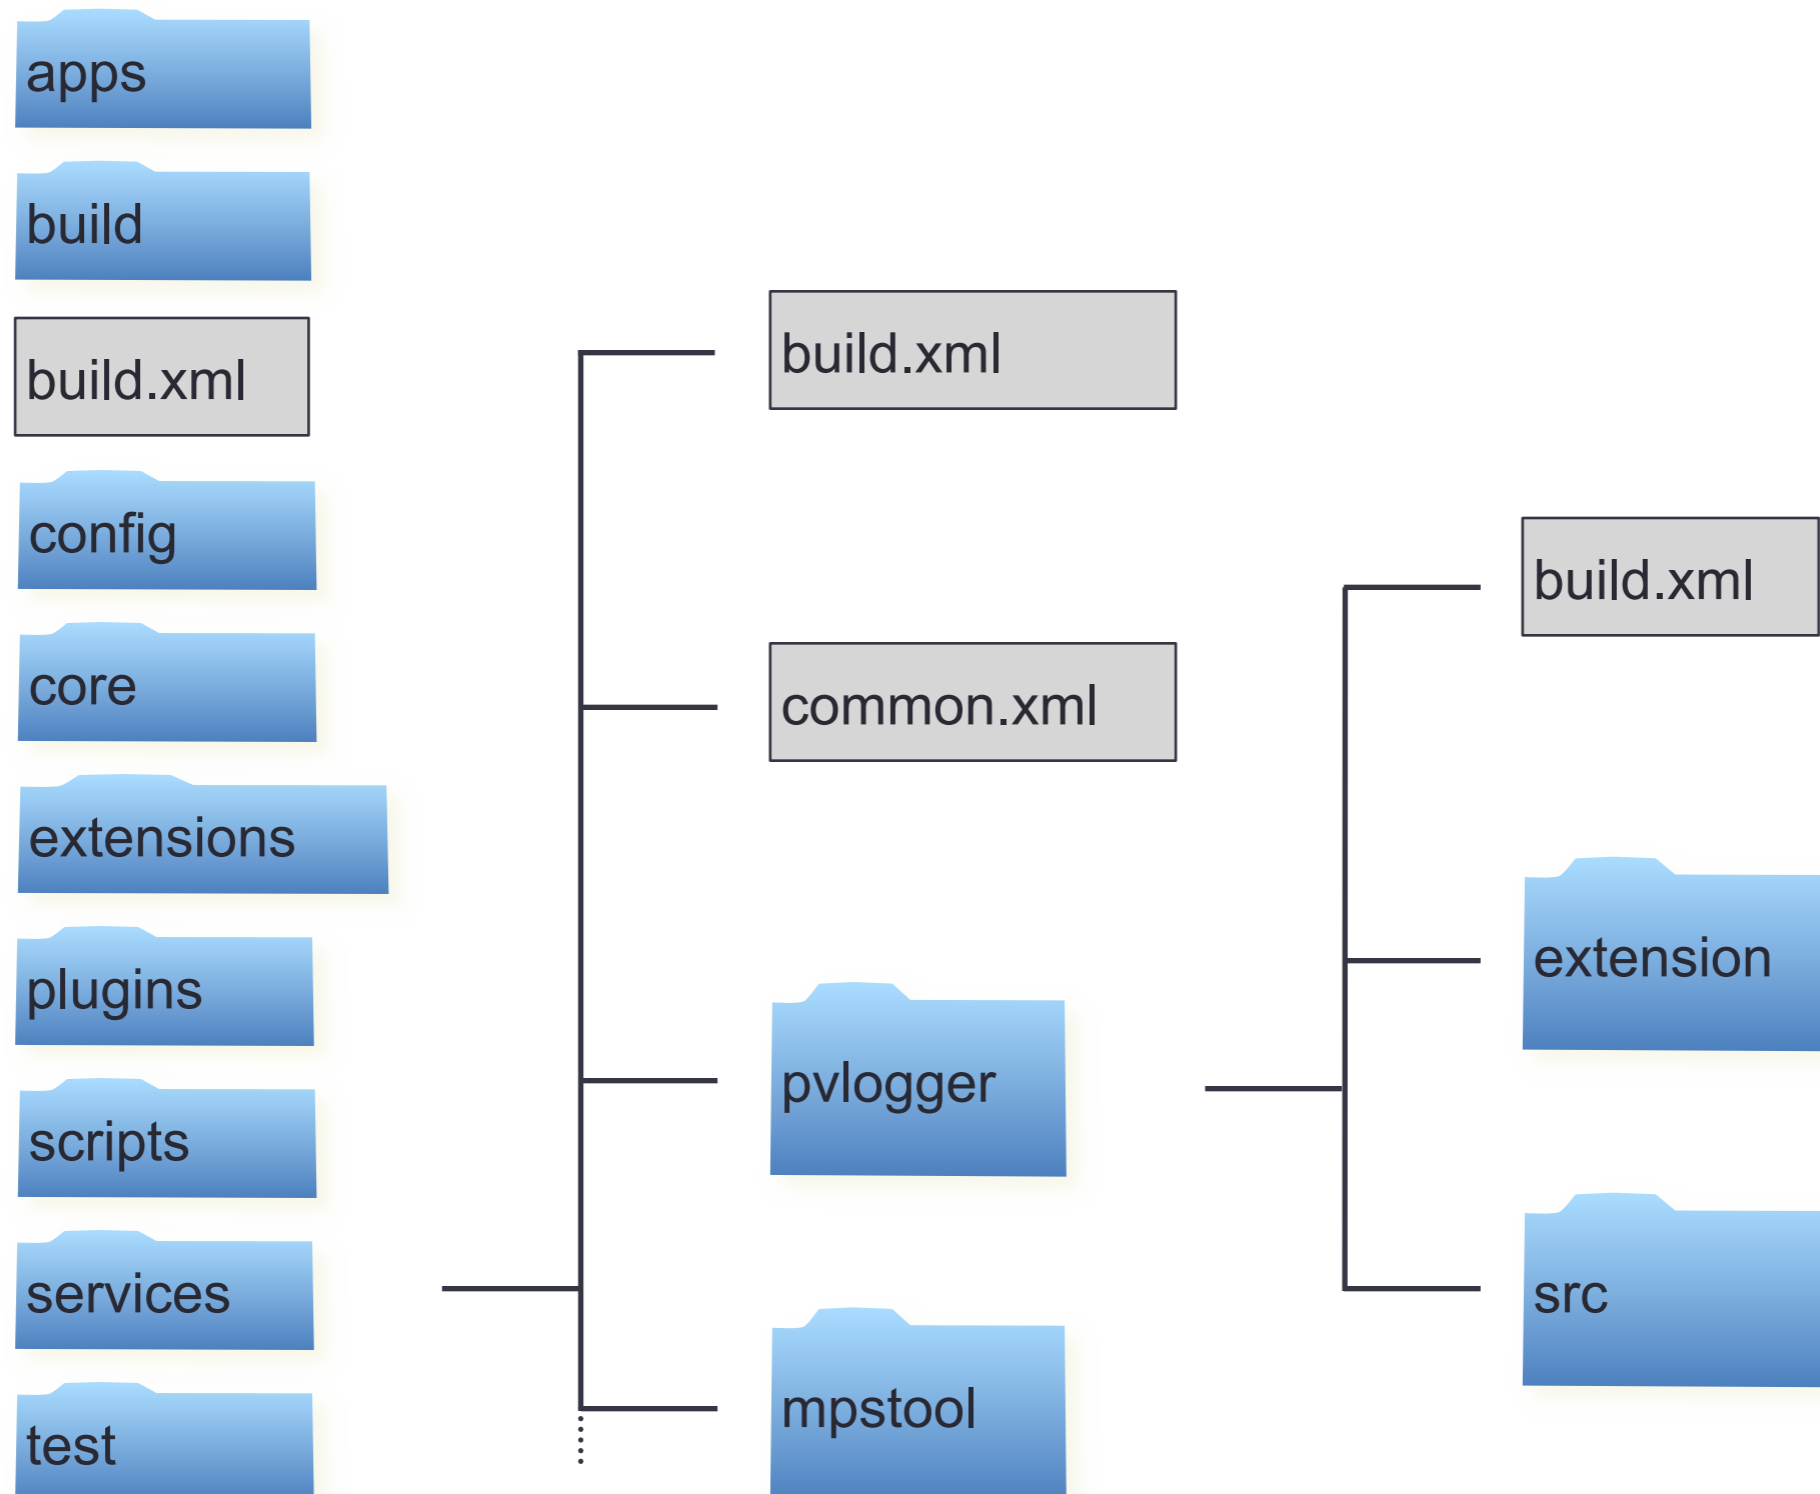 apps
build
build.xml
config
core
extensions
plugins
scripts
services
test
build.xml
common.xml
pvlogger
mpstool
build.xml
extension
src